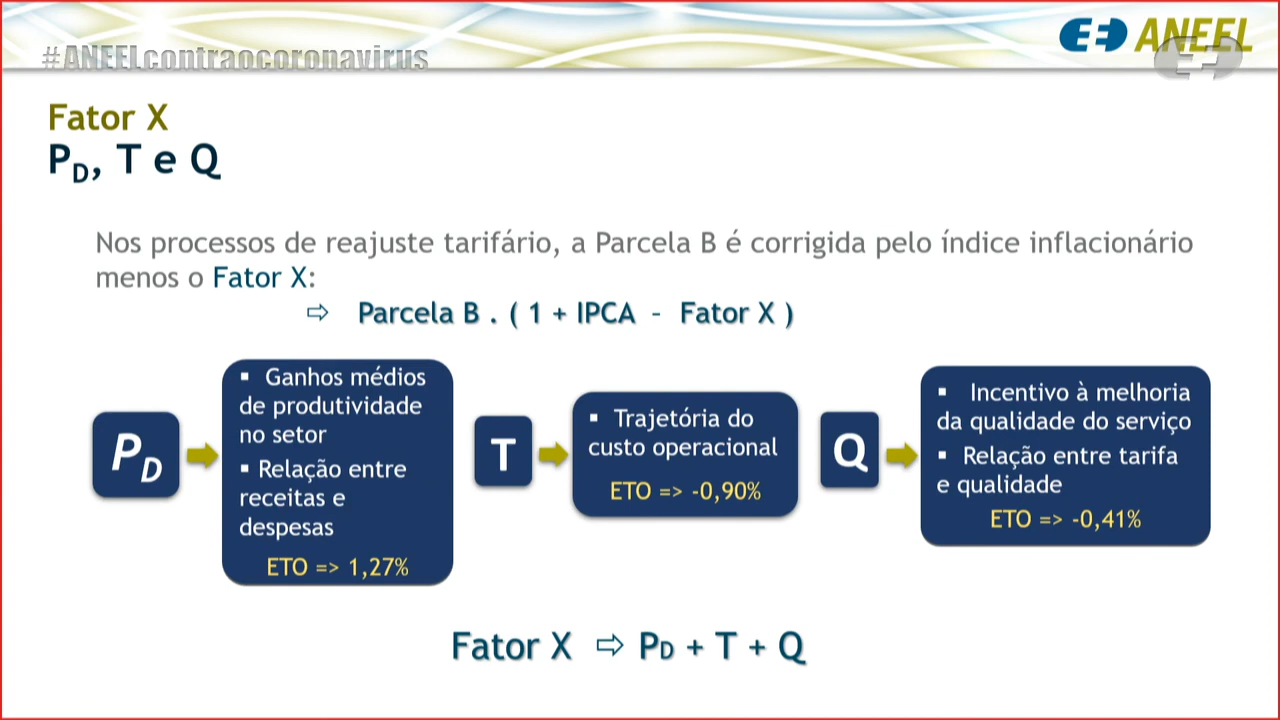 #ANEELcontraocoronavirus
ANEEL
Fator X
PD, T e Q
Nos processos de reajuste tarifário, a Parcela B é corrigida pelo índice inflacionário
menos o Fator X:
⇨ Parcela B . ( 1 + IPCA – Fator X )
PD
▪ Ganhos médios
de produtividade
no setor
▪ Relação entre
receitas e
despesas
ETO => 1,27%
T
▪ Trajetória do
custo operacional
ETO => -0,90%
Q
▪ Incentivo à melhoria
da qualidade do serviço
▪ Relação entre tarifa
e qualidade
ETO => -0,41%
Fator X ⇨ PD + T + Q